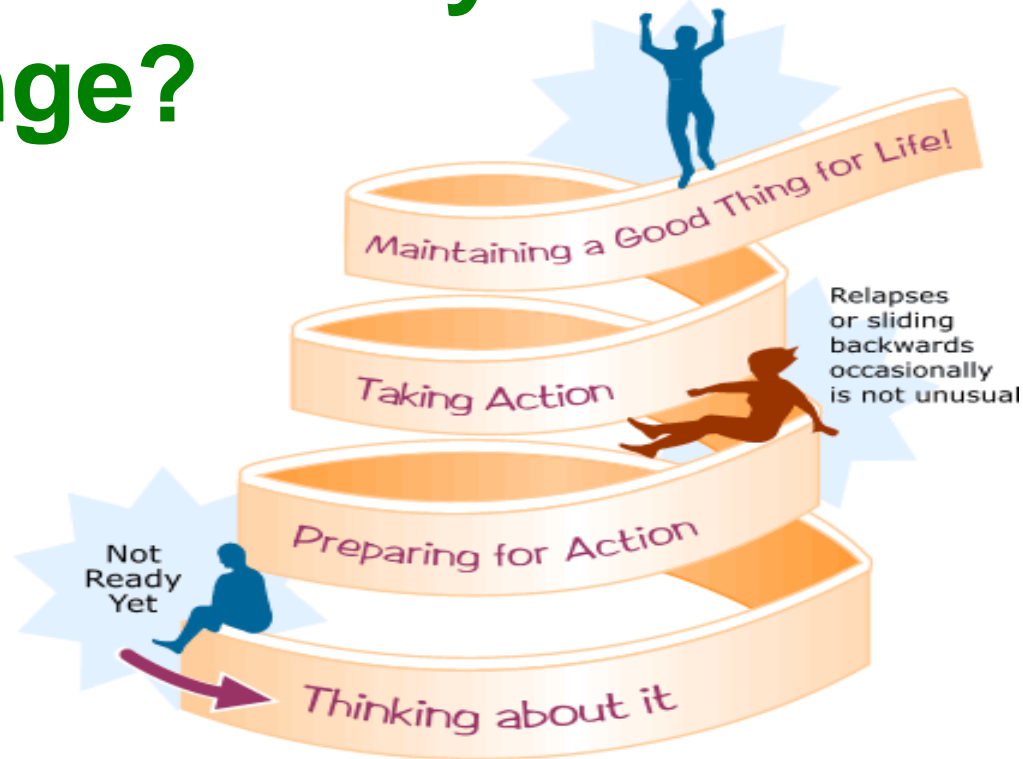 nge?
Maintaining a Good Thing for Life!
Relapses
or sliding
backwards
occasionally
is not unusual
Taking Action
Preparing for Action
Not
Ready
Yet
Thinking about it